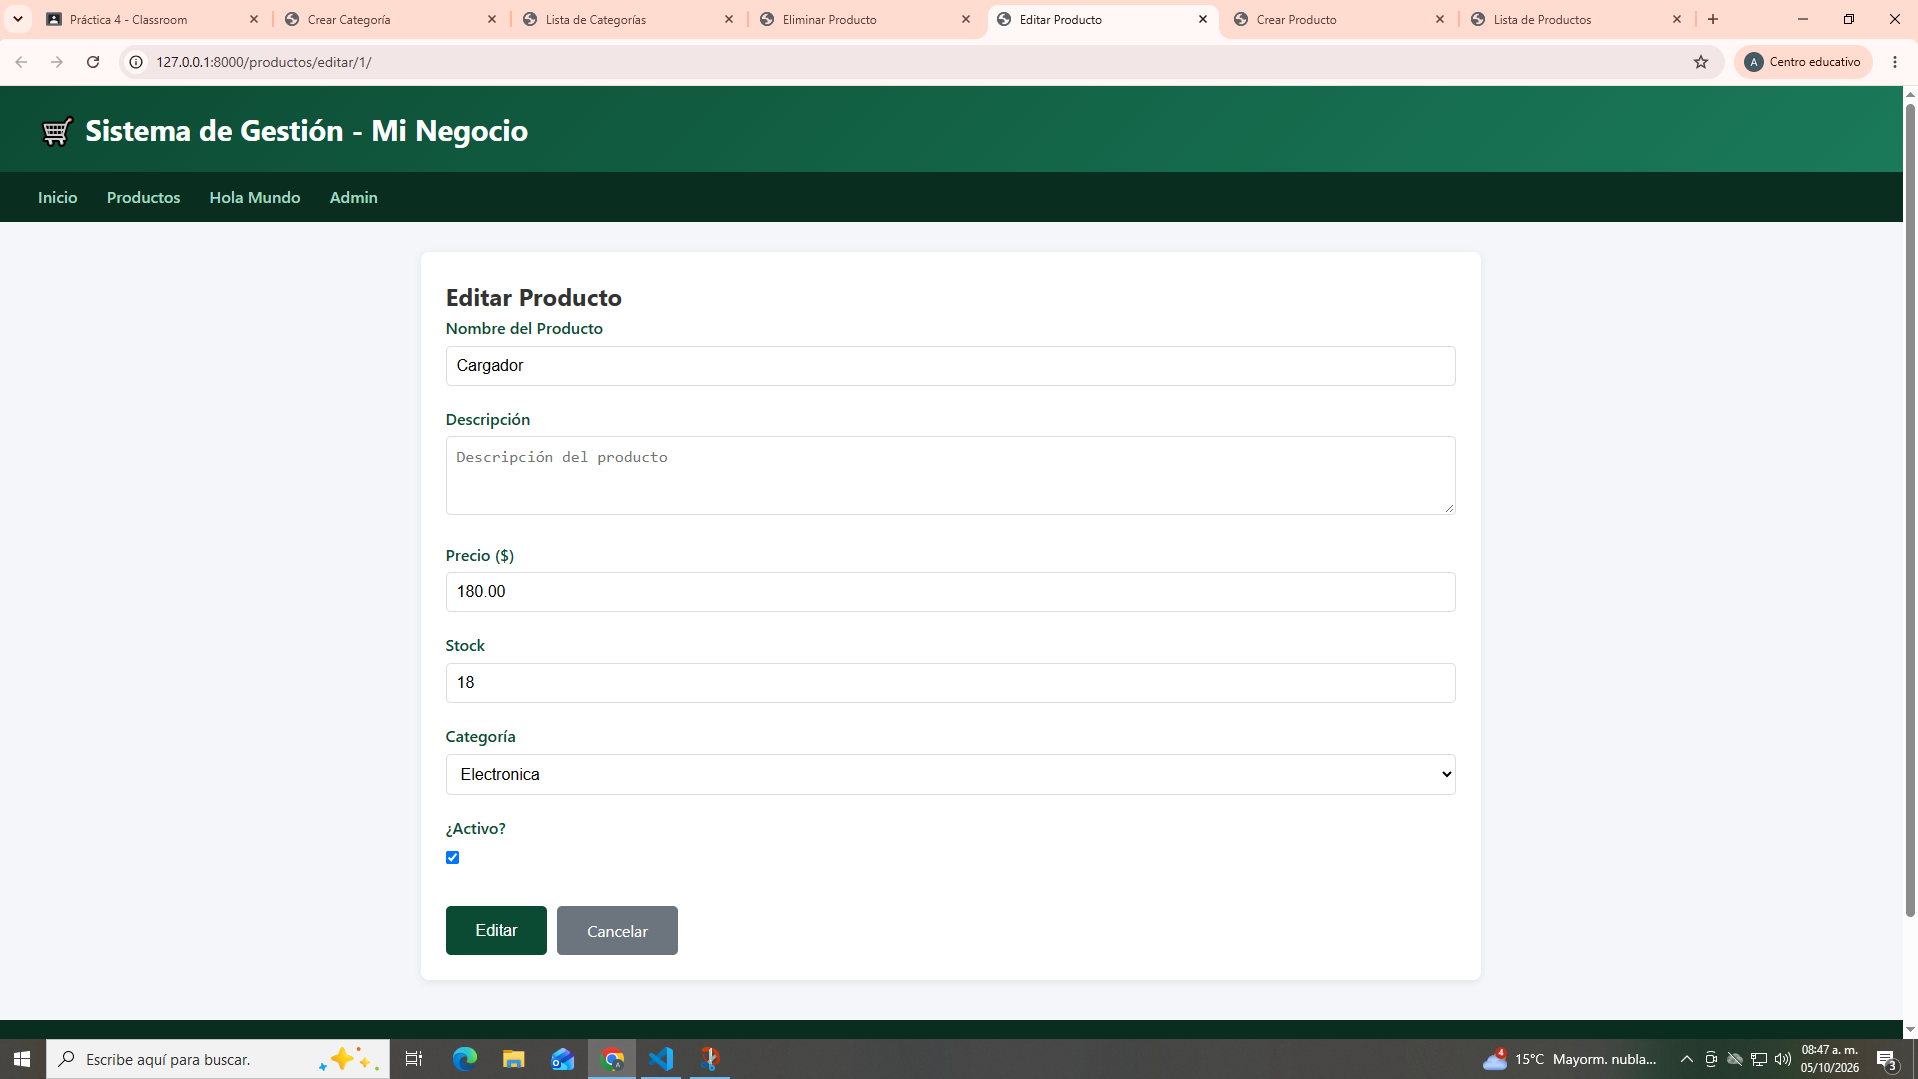 Práctica 4 - Classroom
Crear Categoría
Lista de Categorías
Eliminar Producto
Editar Producto
Crear Producto
Lista de Productos
127.0.0.1:8000/productos/editar/1/
A Centro educativo
Sistema de Gestión - Mi Negocio
Inicio Productos Hola Mundo Admin
Editar Producto
Nombre del Producto
Cargador
Descripción
Descripción del producto
Precio ($)
180.00
Stock
18
Categoría
Electronica
¿Activo?
Editar Cancelar
Escribe aquí para buscar.
4
15°C Mayorm. nubla...
08:47 a. m.
05/10/2026
3